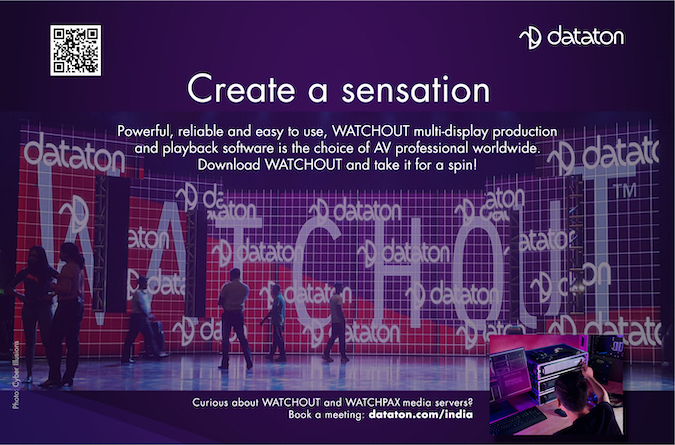 dataton
Create a sensation
Powerful, reliable and easy to use, WATCHOUT multi-display production
and playback software is the choice of AV professional worldwide.
Download WATCHOUT and take it for a spin!
dataton
dataton
dataton
dataton
dataton
WATCHOUT™
dataton
dataton
dataton
dataton
dataton
dataton
dataton
dataton
Photo: Cyber Illusions
Curious about WATCHOUT and WATCHPAX media servers?
Book a meeting: dataton.com/india